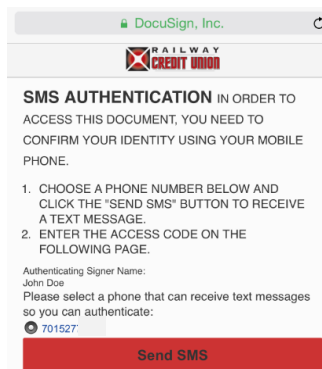 DocuSign, Inc.
RAILWAY
CREDIT UNION
SMS AUTHENTICATION IN ORDER TO
ACCESS THIS DOCUMENT, YOU NEED TO
CONFIRM YOUR IDENTITY USING YOUR MOBILE
PHONE.
1. CHOOSE A PHONE NUMBER BELOW AND
CLICK THE "SEND SMS" BUTTON TO RECEIVE
A TEXT MESSAGE.
2. ENTER THE ACCESS CODE ON THE
FOLLOWING PAGE.
Authenticating Signer Name:
John Doe
Please select a phone that can receive text messages
so you can authenticate:
701527
Send SMS